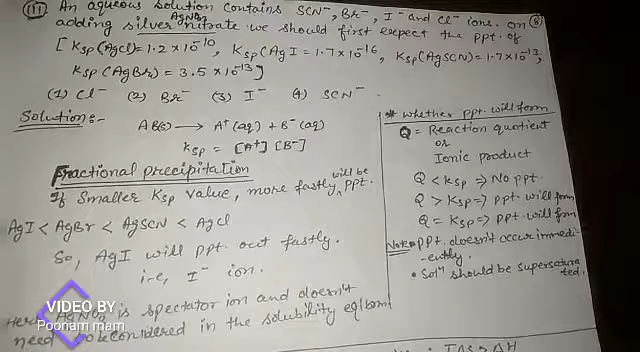 (111) An aqueous solution contains SCN⁻, Br⁻, I⁻ and Cl⁻ ions. On (8)
AgNO₃
adding silver nitrate we should first expect the ppt. of
[ Ksp(AgCl) = 1.2 × 10⁻¹⁰, Ksp(AgI = 1.7 × 10⁻¹⁶, Ksp(AgSCN) = 1.7 × 10⁻¹³,
Ksp(AgBr) = 3.5 × 10⁻¹³ ]
(1) Cl⁻ (2) Br⁻ (3) I⁻ (4) SCN⁻.
Solution:-
AB(s) → A⁺(aq) + B⁻(aq)
Ksp = [A⁺] [B⁻]
Fractional precipitation
If Smaller Ksp value, more fastly will be ppt.
AgI < AgBr < AgSCN < AgCl
So, AgI will ppt. out fastly.
i.e, I⁻ ion.
Here AgNO₃ is spectator ion and doesn't
need to be considered in the solubility eqlbm.
* whether ppt. will form
Q = Reaction quotient
or
Ionic product
Q < Ksp ⇒ No ppt.
Q > Ksp ⇒ ppt. will form
Q = Ksp ⇒ ppt. will form
Note ppt. doesn't occur immedi-
-ently.
• Solⁿ should be supersatura
ted.
VIDEO BY
Poonam mam
TΔS > ΔH